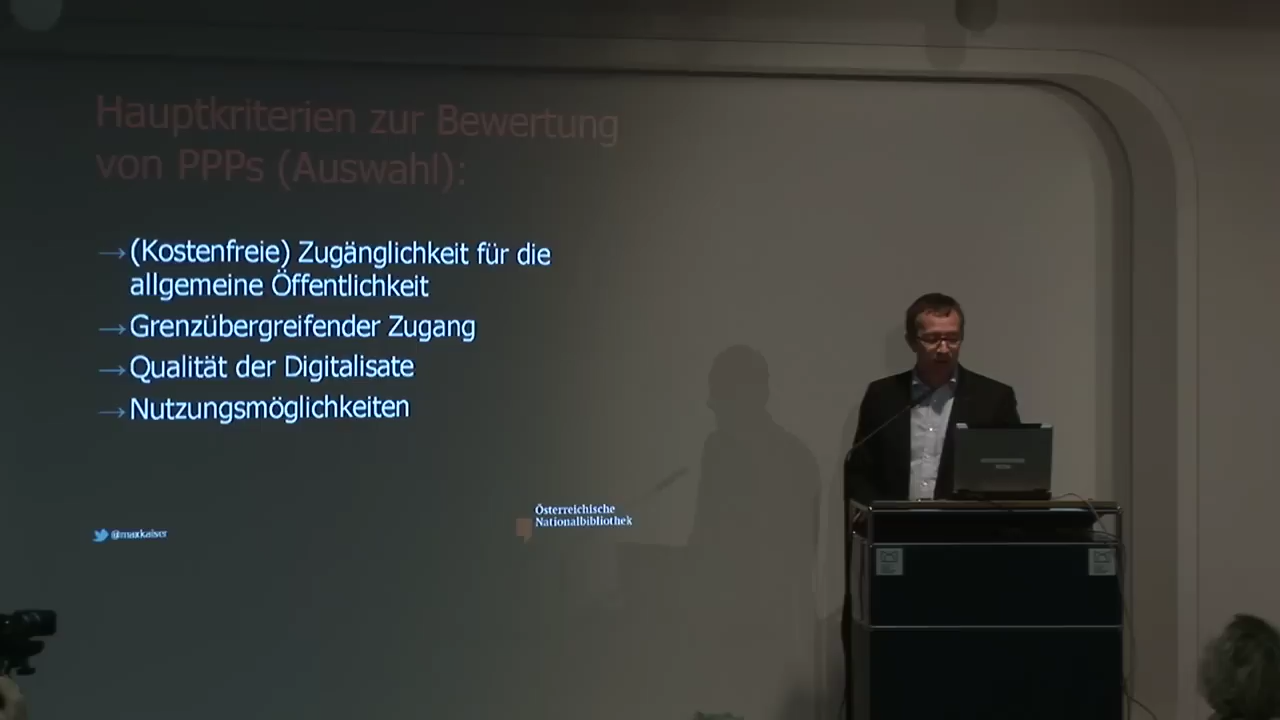 Hauptkriterien zur Bewertung
von PPPs (Auswahl):
→(Kostenfreie) Zugänglichkeit für die
allgemeine Öffentlichkeit
→Grenzübergreifender Zugang
→Qualität der Digitalisate
→Nutzungsmöglichkeiten
@maxkaiser
Österreichische
Nationalbibliothek